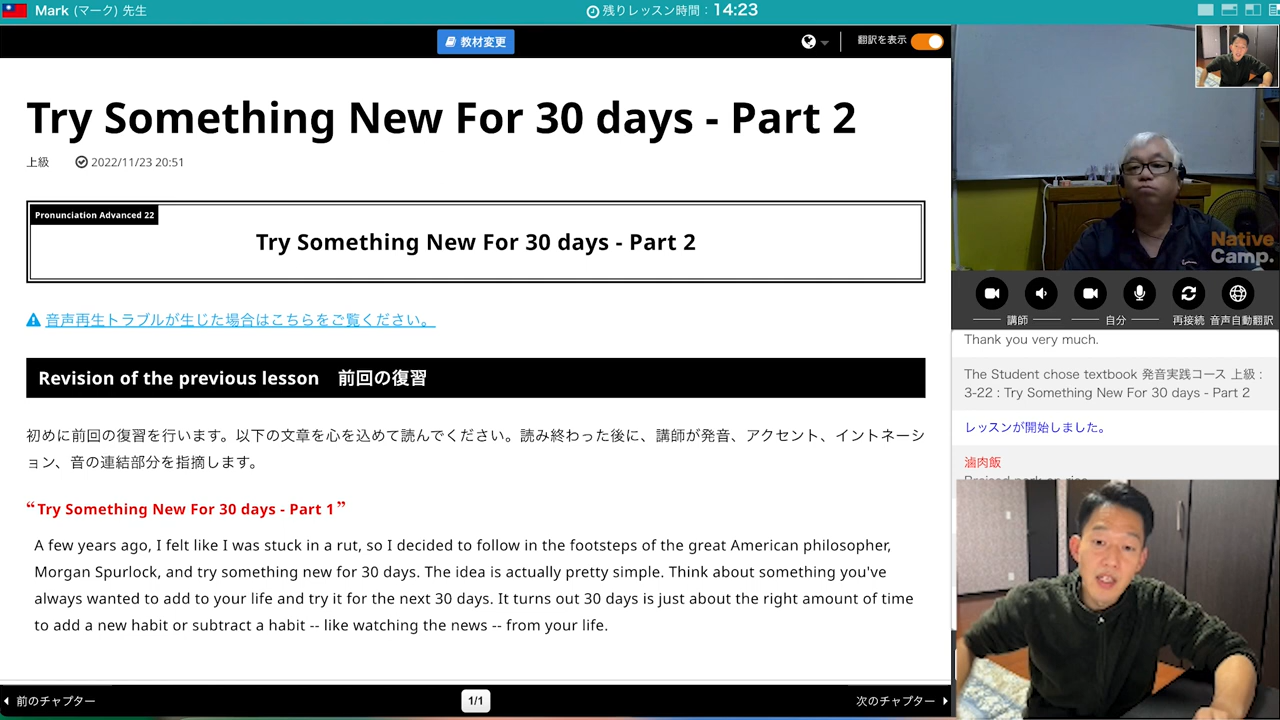 Mark (マーク) 先生
残りレッスン時間 : 14:23
教材変更
翻訳を表示
Try Something New For 30 days - Part 2
上級
2022/11/23 20:51
Pronunciation Advanced 22
Try Something New For 30 days - Part 2
音声再生トラブルが生じた場合はこちらをご覧ください。
Revision of the previous lesson 前回の復習
初めに前回の復習を行います。以下の文章を心を込めて読んでください。読み終わった後に、講師が発音、アクセント、イントネーシ
ョン、音の連結部分を指摘します。
“Try Something New For 30 days - Part 1”
A few years ago, I felt like I was stuck in a rut, so I decided to follow in the footsteps of the great American philosopher,
Morgan Spurlock, and try something new for 30 days. The idea is actually pretty simple. Think about something you've
always wanted to add to your life and try it for the next 30 days. It turns out 30 days is just about the right amount of time
to add a new habit or subtract a habit -- like watching the news -- from your life.
前のチャプター
1/1
次のチャプター
Native
Camp.
講師
自分
再接続
音声自動翻訳
Thank you very much.
The Student chose textbook 発音実践コース 上級 :
3-22 : Try Something New For 30 days - Part 2
レッスンが開始しました。
滷肉飯